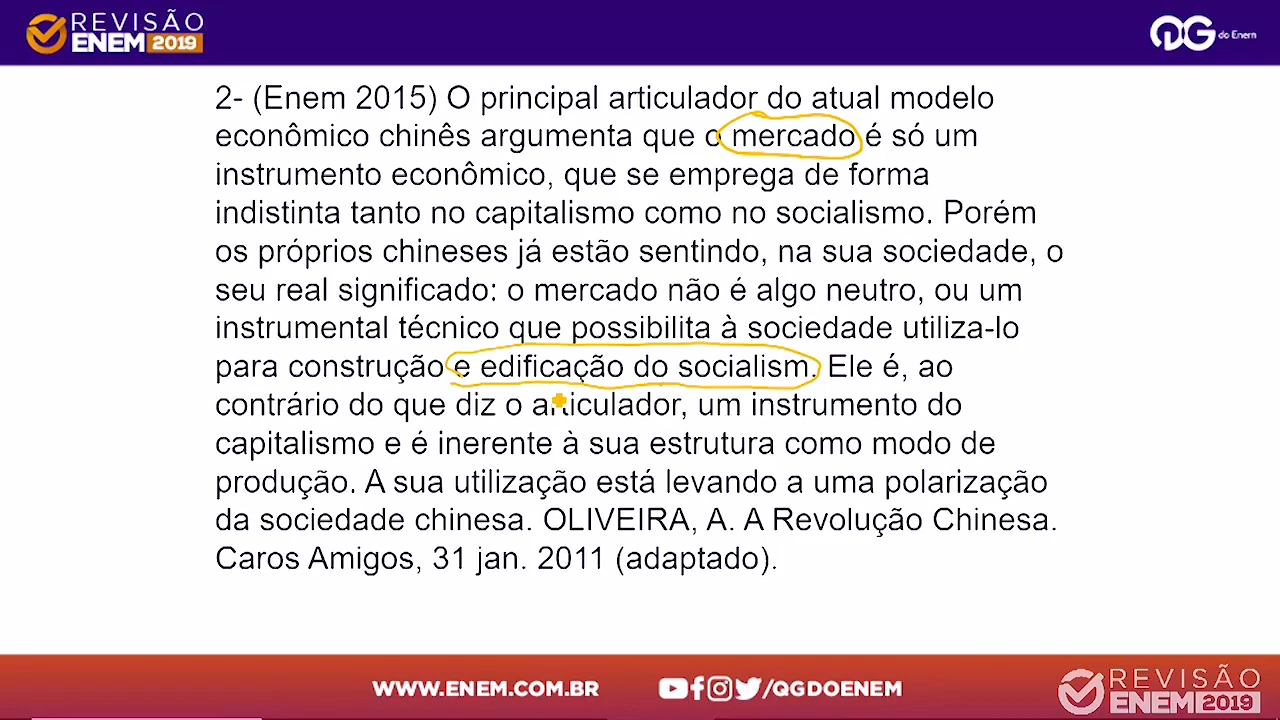 REVISÃO
ENEM 2019
QG do Enem
2- (Enem 2015) O principal articulador do atual modelo
econômico chinês argumenta que o mercado é só um
instrumento econômico, que se emprega de forma
indistinta tanto no capitalismo como no socialismo. Porém
os próprios chineses já estão sentindo, na sua sociedade, o
seu real significado: o mercado não é algo neutro, ou um
instrumental técnico que possibilita à sociedade utiliza-lo
para construção e edificação do socialism. Ele é, ao
contrário do que diz o articulador, um instrumento do
capitalismo e é inerente à sua estrutura como modo de
produção. A sua utilização está levando a uma polarização
da sociedade chinesa. OLIVEIRA, A. A Revolução Chinesa.
Caros Amigos, 31 jan. 2011 (adaptado).
WWW.ENEM.COM.BR
/QGDOENEM
REVISÃO
ENEM 2019